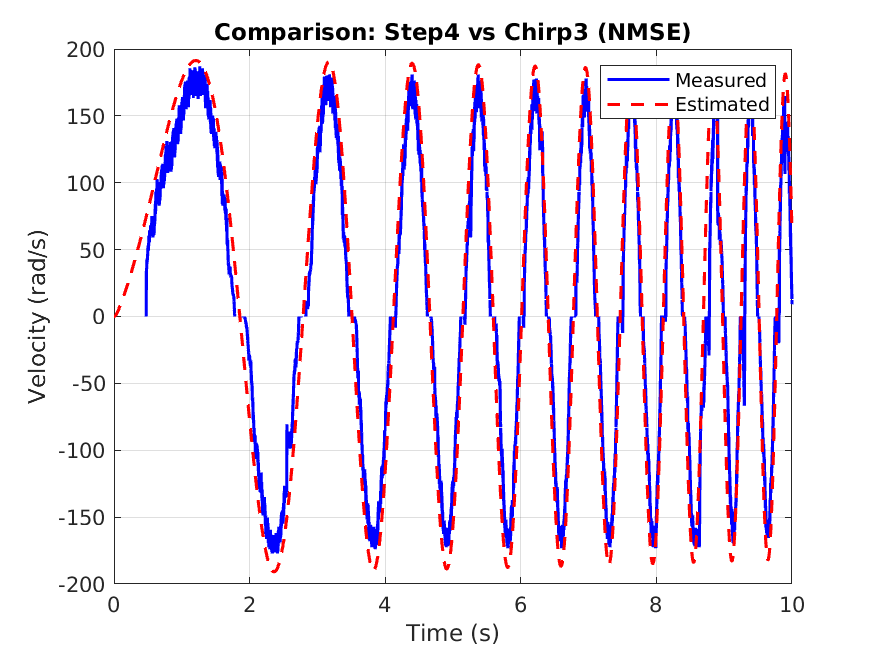 Comparison: Step4 vs Chirp3 (NMSE)
Measured
Estimated
Velocity (rad/s)
200
150
100
50
0
-50
-100
-150
-200
0 2 4 6 8 10
Time (s)